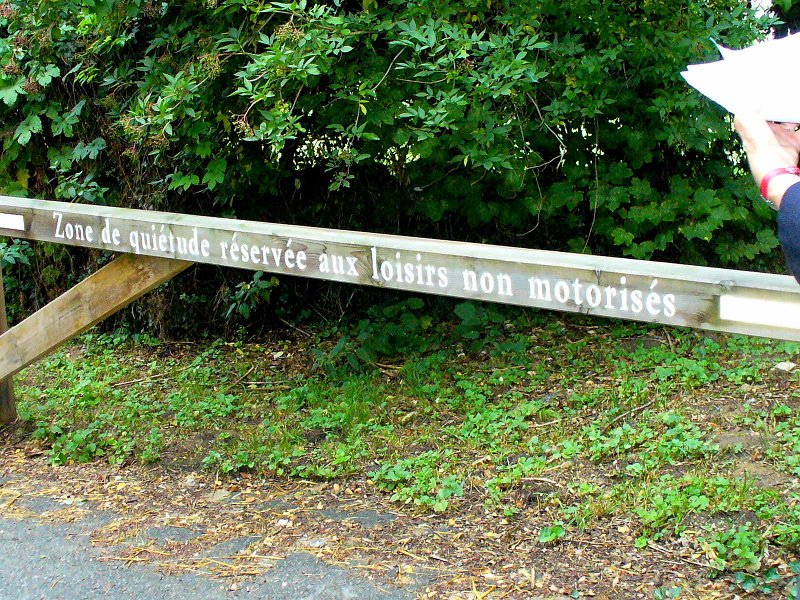 Zone de quiétude réservée aux loisirs non motorisés